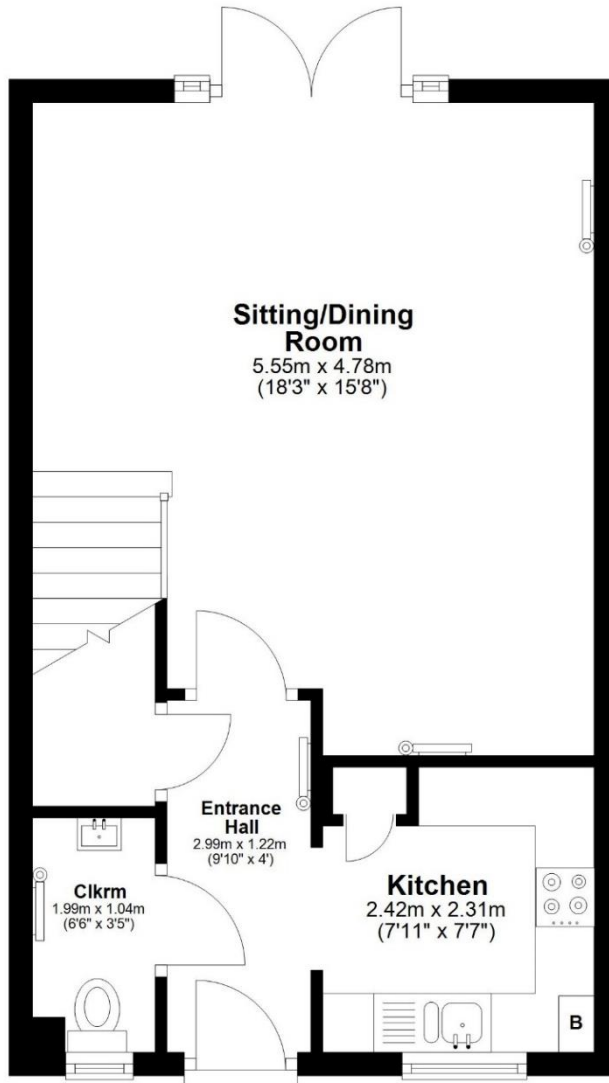 Sitting/Dining
Room
5.55m x 4.78m
(18'3" x 15'8")
Entrance
Hall
2.99m x 1.22m
(9'10" x 4')
Clkrm
1.99m x 1.04m
(6'6" x 3'5")
Kitchen
2.42m x 2.31m
(7'11" x 7'7")
B